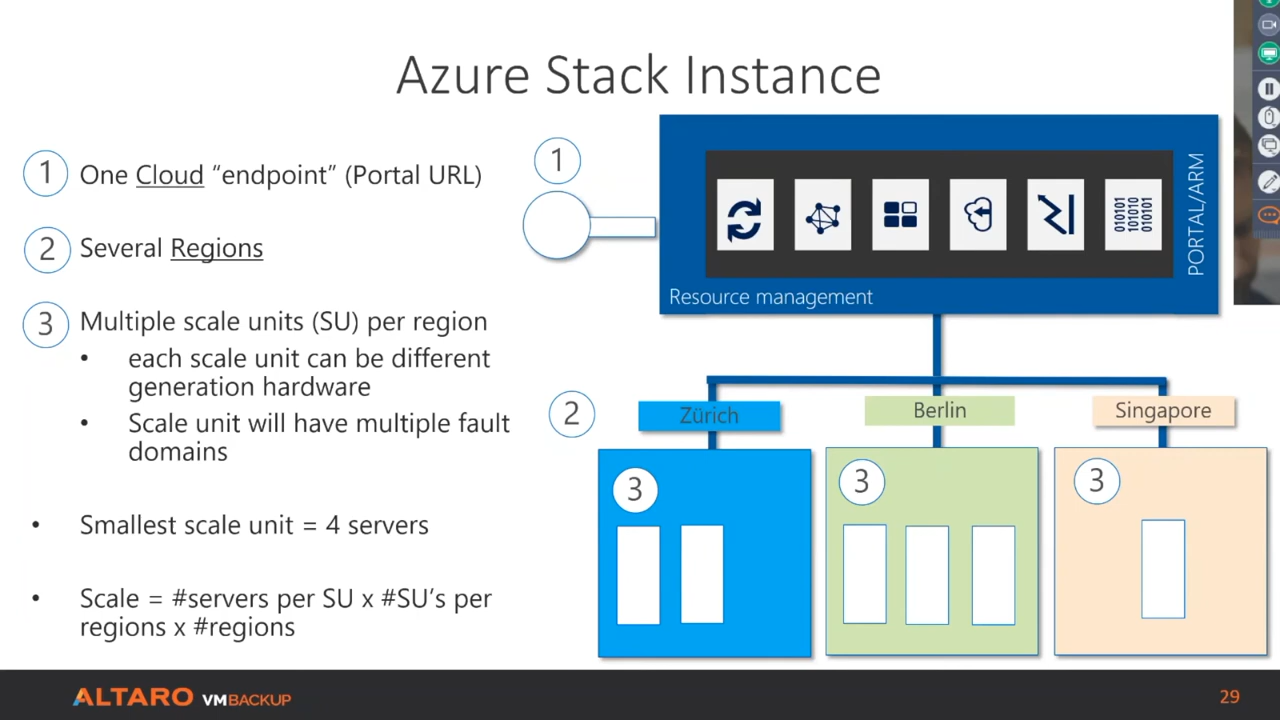 Azure Stack Instance
1 One Cloud “endpoint” (Portal URL)
2 Several Regions
3 Multiple scale units (SU) per region
• each scale unit can be different
generation hardware
• Scale unit will have multiple fault
domains
• Smallest scale unit = 4 servers
• Scale = #servers per SU x #SU’s per
regions x #regions
1
010101
101010
010101
PORTAL/ARM
Resource management
2
Zürich
Berlin
Singapore
3
3
3
ALTARO VMBACKUP
29